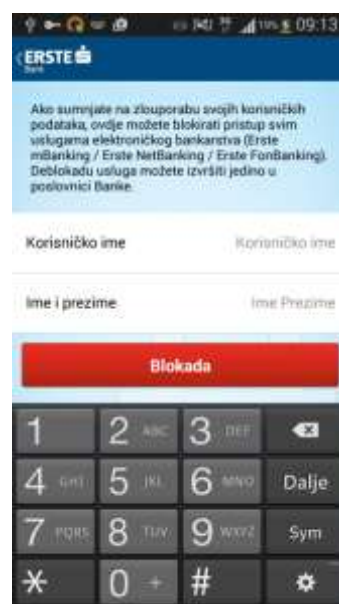 09:13
ERSTE
Bank
Ako sumnjate na zlouporabu svojih korisničkih
podataka, ovdje možete blokirati pristup svim
uslugama elektroničkog bankarstva (Erste
mBanking / Erste NetBanking / Erste FonBanking).
Deblokadu usluga možete izvršiti jedino u
poslovnici Banke.
Korisničko ime Korisničko ime
Ime i prezime Ime Prezime
Blokada
1 2 ABC 3 DEF
4 GHI 5 JKL 6 MNO Dalje
7 PQRS 8 TUV 9 WXYZ Sym
* 0 + #